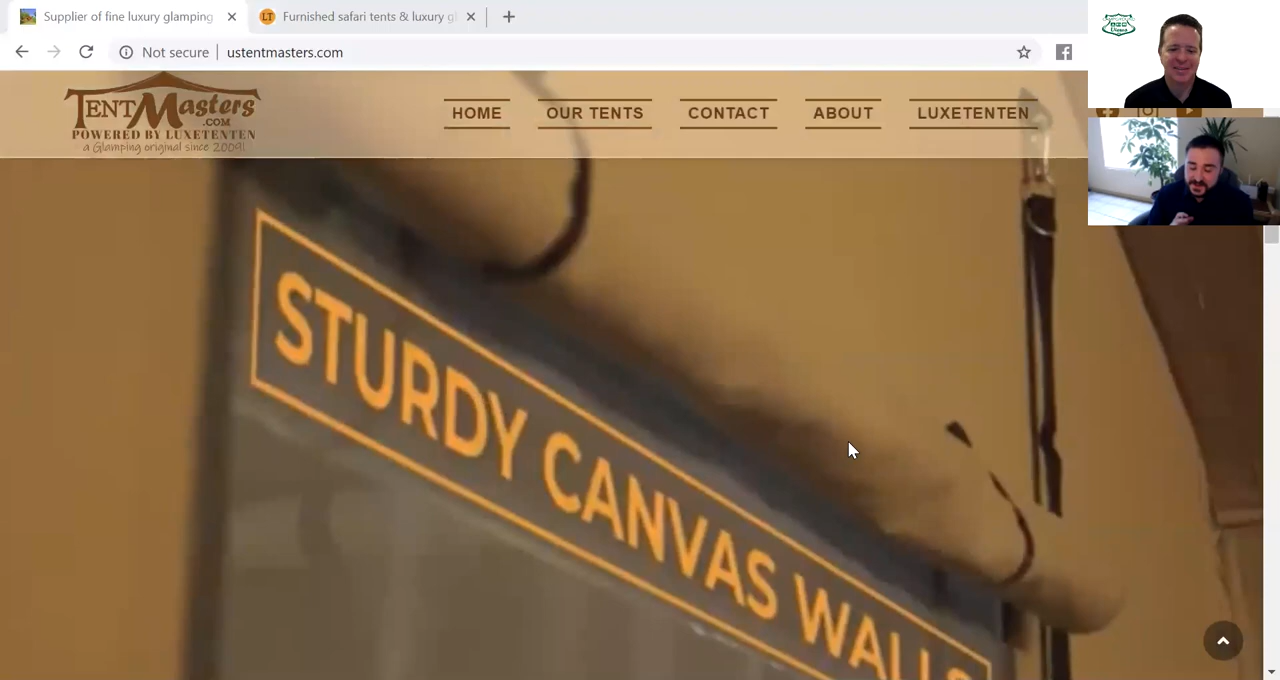 Supplier of fine luxury glamping
Furnished safari tents & luxury gl
Not secure
ustentmasters.com
TENTMasters
.COM
POWERED BY LUXETENTEN
a Glamping original since 2009!
HOME
OUR TENTS
CONTACT
ABOUT
LUXETENTEN
LT
STURDY CANVAS WALLS